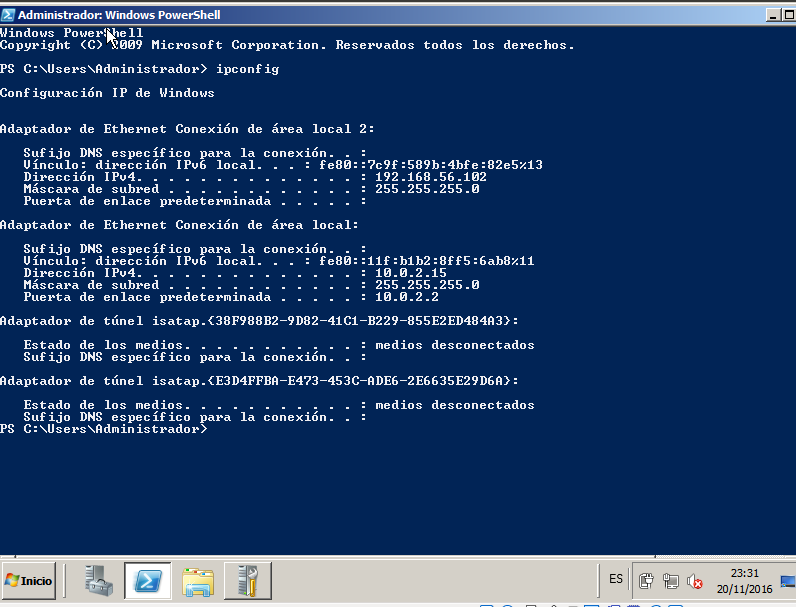 Administrador: Windows PowerShell
Windows PowerShell
Copyright (C) 2009 Microsoft Corporation. Reservados todos los derechos.
PS C:\Users\Administrador> ipconfig
Configuración IP de Windows
Adaptador de Ethernet Conexión de área local 2:
Sufijo DNS específico para la conexión. . :
Vínculo: dirección IPv6 local. . . : fe80::7c9f:589b:4bfe:82e5%13
Dirección IPv4. . . . . . . . . . . . . . : 192.168.56.102
Máscara de subred . . . . . . . . . . . . : 255.255.255.0
Puerta de enlace predeterminada . . . . . :
Adaptador de Ethernet Conexión de área local:
Sufijo DNS específico para la conexión. . :
Vínculo: dirección IPv6 local. . . : fe80::11f:b1b2:8ff5:6ab8%11
Dirección IPv4. . . . . . . . . . . . . . : 10.0.2.15
Máscara de subred . . . . . . . . . . . . : 255.255.255.0
Puerta de enlace predeterminada . . . . . : 10.0.2.2
Adaptador de túnel isatap.{38F988B2-9D82-41C1-B229-855E2ED484A3}:
Estado de los medios. . . . . . . . . . . : medios desconectados
Sufijo DNS específico para la conexión. . :
Adaptador de túnel isatap.{E3D4FFBA-E473-453C-ADE6-2E6635E29D6A}:
Estado de los medios. . . . . . . . . . . : medios desconectados
Sufijo DNS específico para la conexión. . :
PS C:\Users\Administrador>
Inicio
ES
23:31
20/11/2016